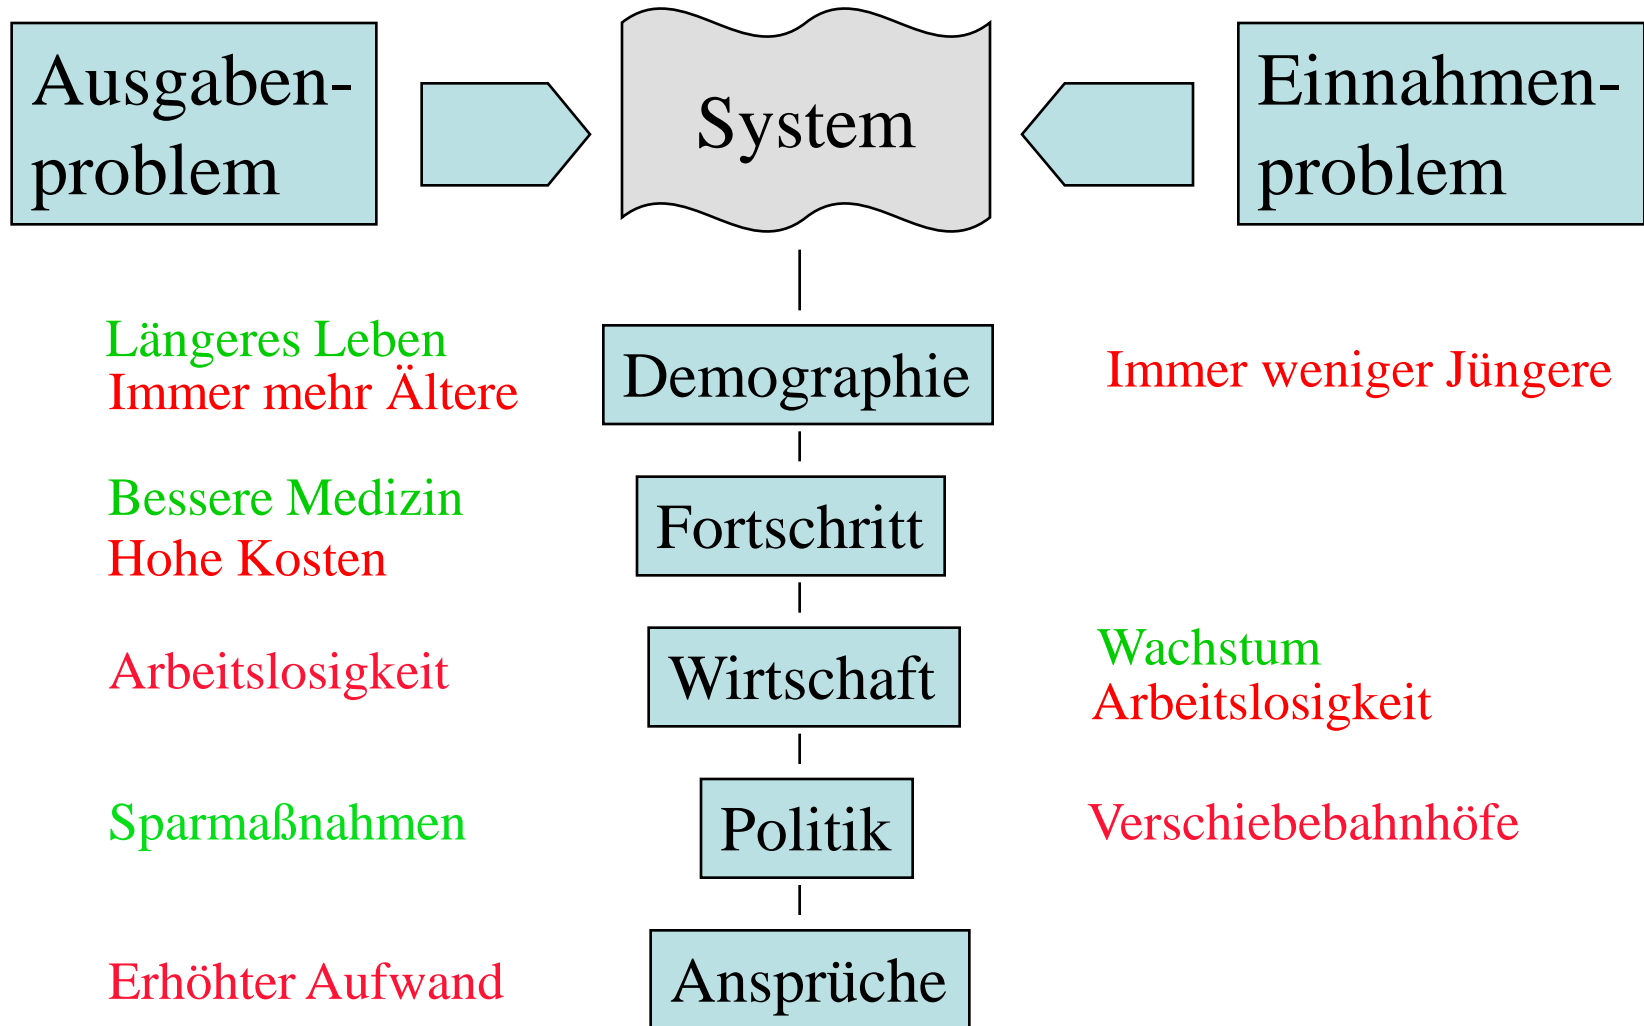 Ausgaben-
problem
System
Einnahmen-
problem
Längeres Leben
Immer mehr Ältere
Demographie
Immer weniger Jüngere
Bessere Medizin
Hohe Kosten
Fortschritt
Arbeitslosigkeit
Wirtschaft
Wachstum
Arbeitslosigkeit
Sparmaßnahmen
Politik
Verschiebebahnhöfe
Erhöhter Aufwand
Ansprüche